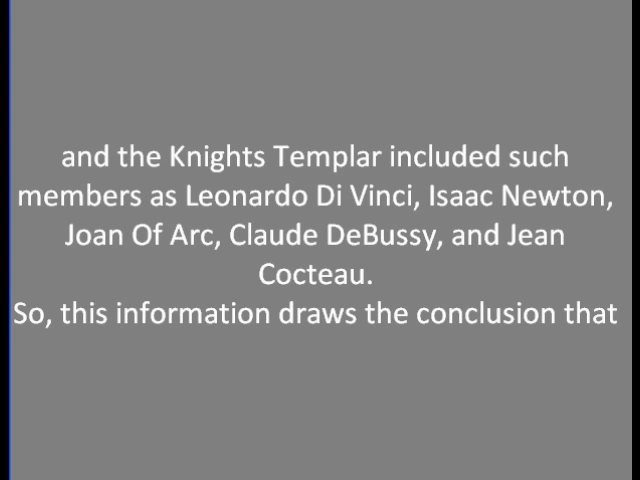 and the Knights Templar included such
members as Leonardo Di Vinci, Isaac Newton,
Joan Of Arc, Claude DeBussy, and Jean
Cocteau.
So, this information draws the conclusion that